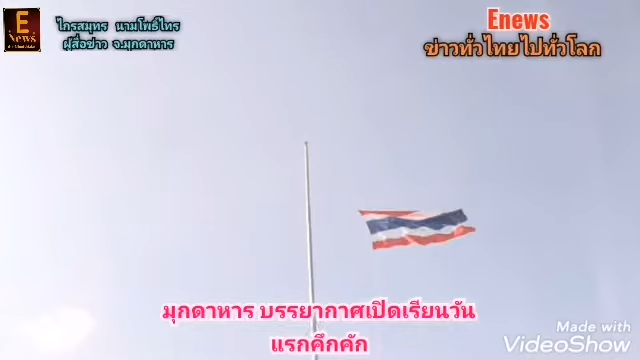 E
News
ไกรสมุทร นามโพธิ์ไทร
ผู้สื่อข่าว จ.มุกดาหาร
Enews
ข่าวทั่วไทยไปทั่วโลก
มุกดาหาร บรรยากาศเปิดเรียนวัน
แรกคึกคัก
Made with
VideoShow